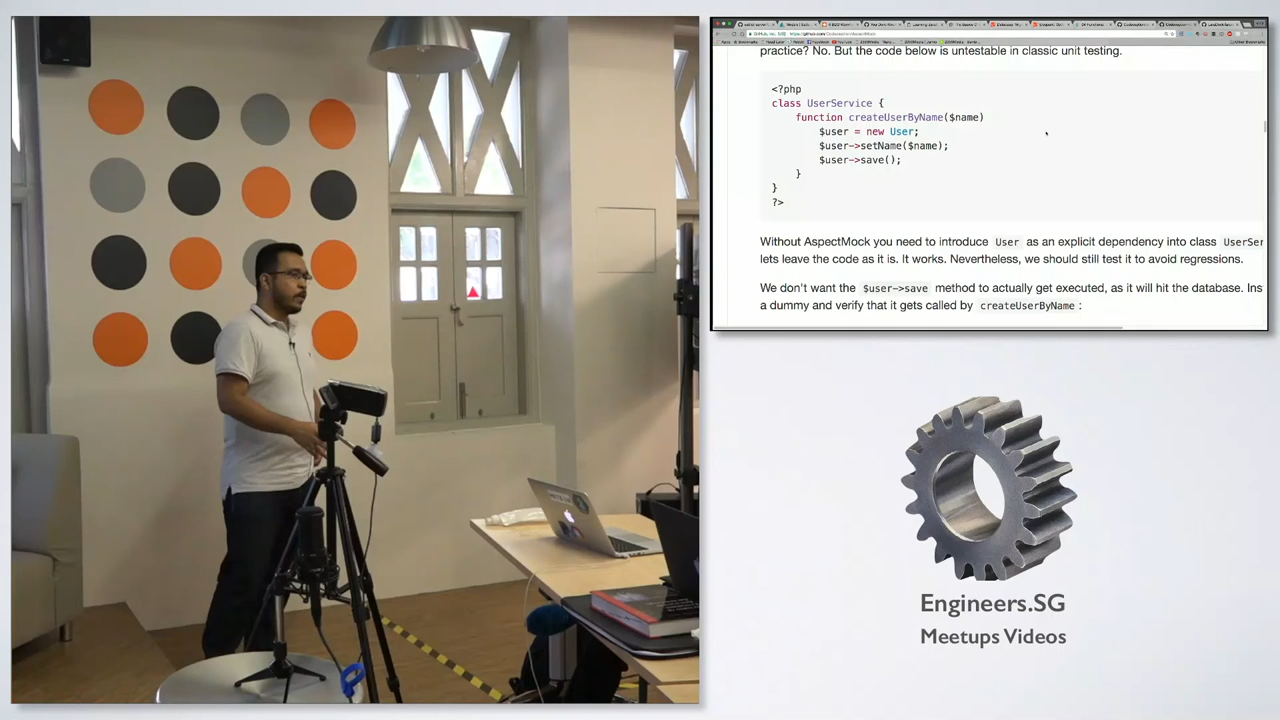 practice? No. But the code below is untestable in classic unit testing.
<?php
class UserService {
function createUserByName($name)
$user = new User;
$user->setName($name);
$user->save();
}
}
?>
Without AspectMock you need to introduce User as an explicit dependency into class UserSer
lets leave the code as it is. It works. Nevertheless, we should still test it to avoid regressions.
We don't want the $user->save method to actually get executed, as it will hit the database. Ins
a dummy and verify that it gets called by createUserByName :
Engineers.SG
Meetups Videos